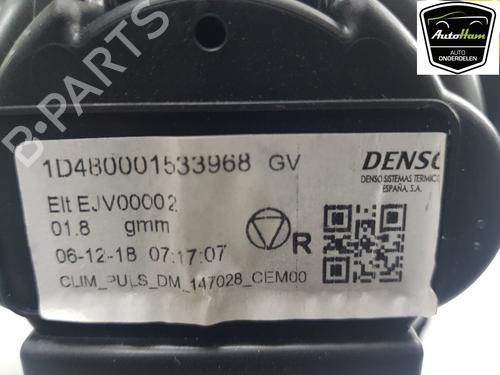 AutoHam
AUTO
ONDERDELEN
B-PARTS
1D480001533968 GV
DENSO
DENSO SISTEMAS TERMICOS
ESPAÑA, S.A.
Elt EJV00002
01.8 gmm
06-12-18 07:17:07
R
CLIM_PULS_DM_147028_CEM00